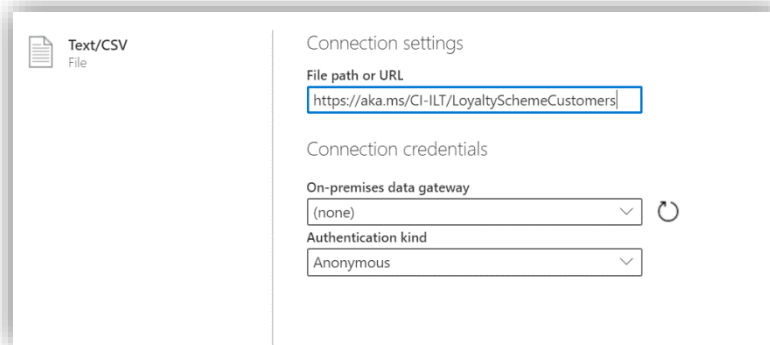 Text/CSV
File
Connection settings
File path or URL
https://aka.ms/CI-ILT/LoyaltySchemeCustomers
Connection credentials
On-premises data gateway
(none)
Authentication kind
Anonymous